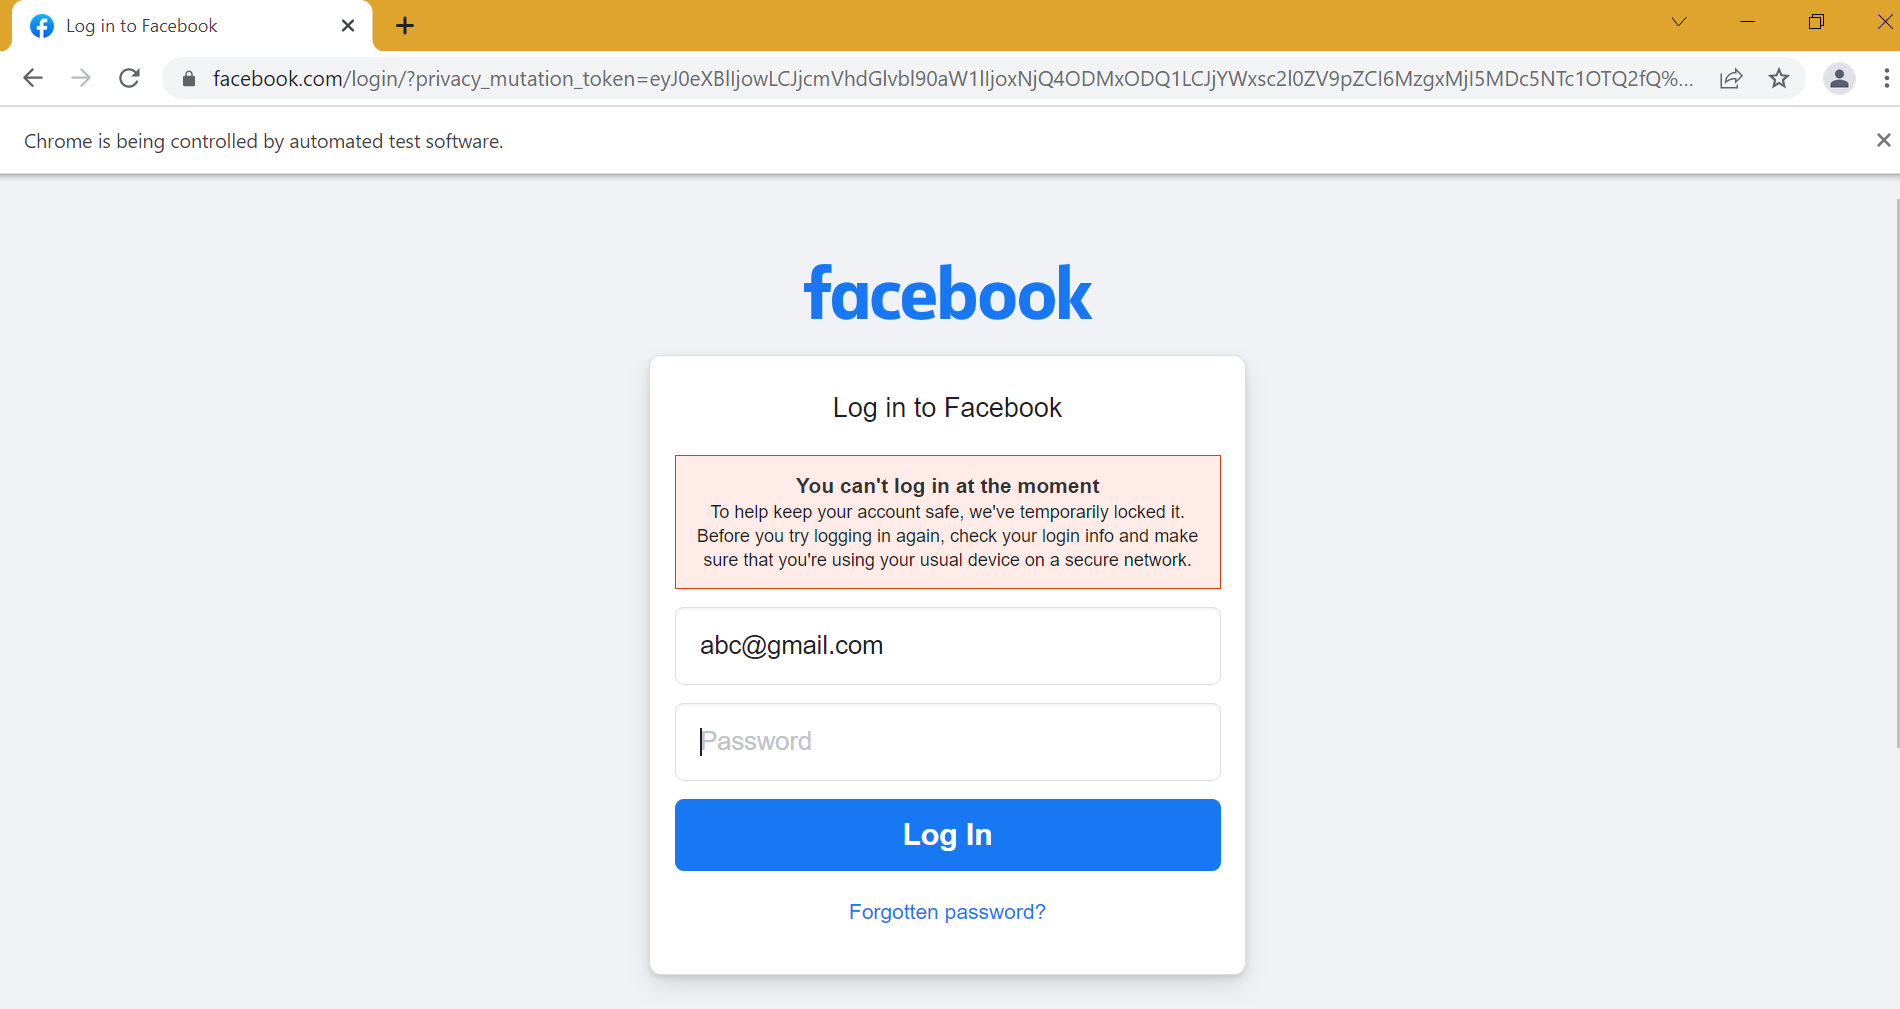 Log in to Facebook
facebook.com/login/?privacy_mutation_token=eyJ0eXBlIjowLCJjcmVhdGlvbl90aW1lIjoxNjQ4ODMxODQ1LCJjYWxsc2l0ZV9pZCI6MzgxMjI5MDc5NTc1OTQ2fQ%...
Chrome is being controlled by automated test software.
facebook
Log in to Facebook
You can't log in at the moment
To help keep your account safe, we've temporarily locked it.
Before you try logging in again, check your login info and make
sure that you're using your usual device on a secure network.
abc@gmail.com
Password
Log In
Forgotten password?